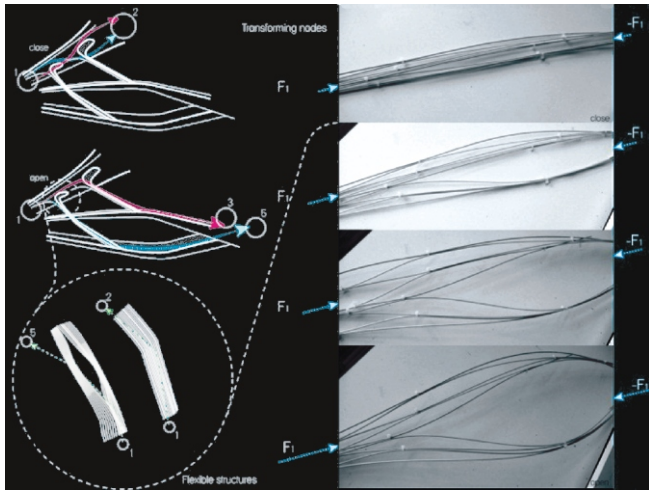 2
Transforming nodes
close
1
F1
-F1
close
open
1
3
5
F1
-F1
F1
-F1
2
5
1
1
F1
-F1
Flexible structures
open